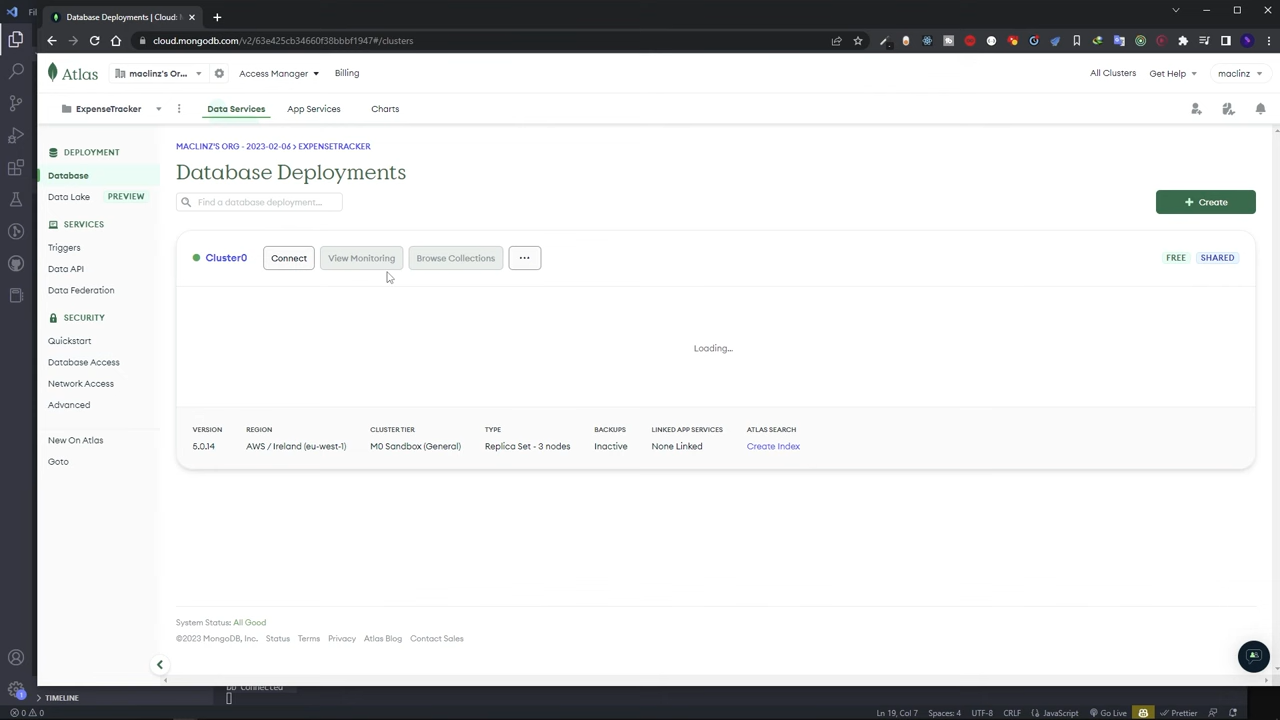 Fil
Database Deployments | Cloud: M
cloud.mongodb.com/v2/63e425cb34660f38bbbf1947#/clusters
Atlas
maclinz's Or...
Access Manager
Billing
All Clusters
Get Help
maclinz
ExpenseTracker
Data Services
App Services
Charts
DEPLOYMENT
Database
Data Lake
PREVIEW
SERVICES
Triggers
Data API
Data Federation
SECURITY
Quickstart
Database Access
Network Access
Advanced
New On Atlas
Goto
MACLINZ'S ORG - 2023-02-06 > EXPENSETRACKER
Database Deployments
Find a database deployment...
+ Create
Cluster0
Connect
View Monitoring
Browse Collections
...
FREE
SHARED
Loading...
VERSION
5.0.14
REGION
AWS / Ireland (eu-west-1)
CLUSTER TIER
M0 Sandbox (General)
TYPE
Replica Set - 3 nodes
BACKUPS
Inactive
LINKED APP SERVICES
None Linked
ATLAS SEARCH
Create Index
System Status: All Good
©2023 MongoDB, Inc.
Status
Terms
Privacy
Atlas Blog
Contact Sales
DB Connected
TIMELINE
1
0
0
Ln 19, Col 7
Spaces: 4
UTF-8
CRLF
JavaScript
Go Live
Prettier